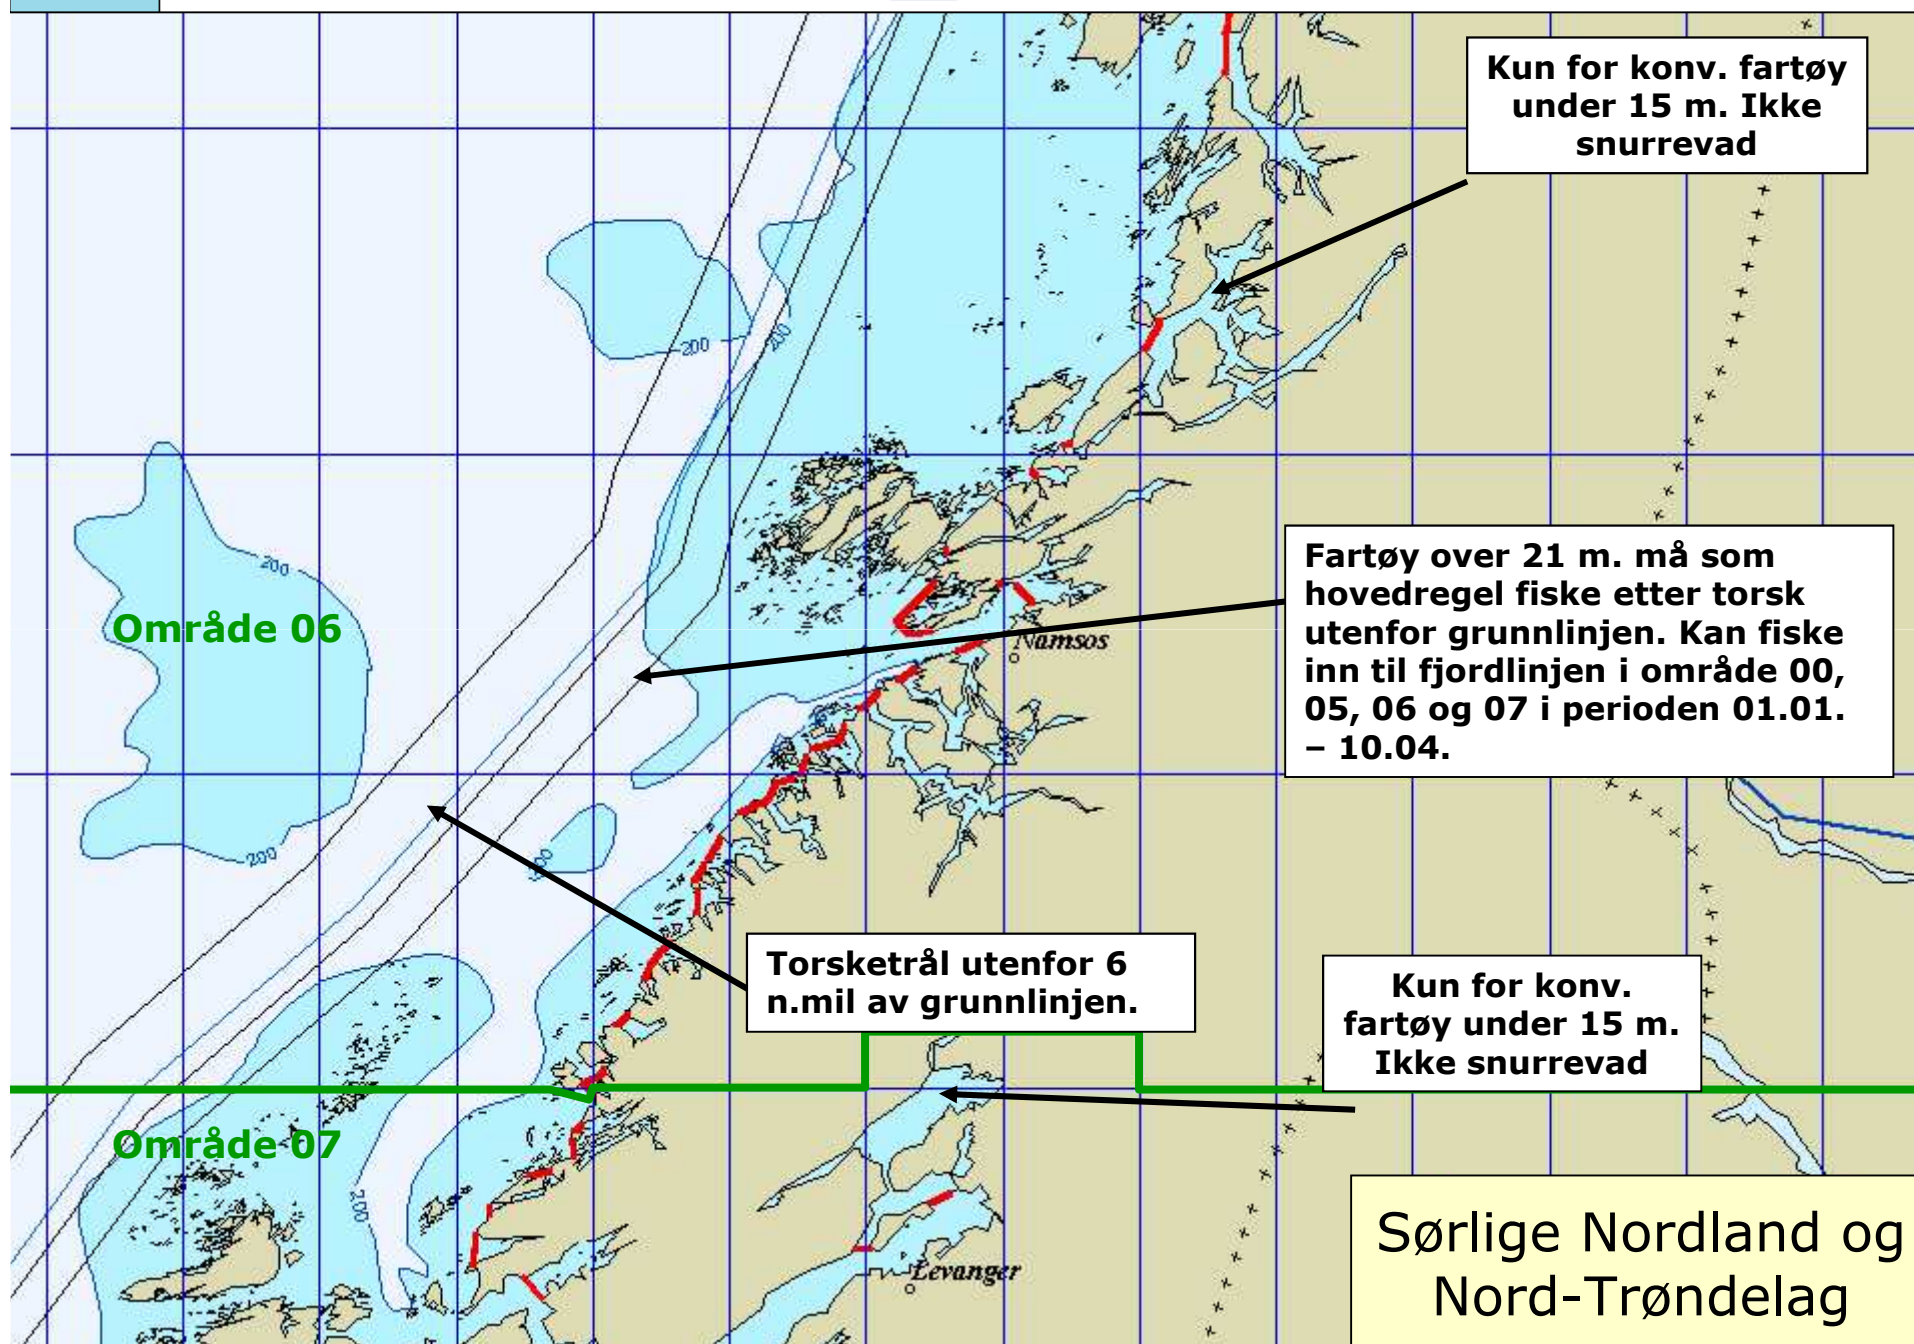 Kun for konv. fartøy
under 15 m. Ikke
snurrevad
200
200
200
Fartøy over 21 m. må som
hovedregel fiske etter torsk
utenfor grunnlinjen. Kan fiske
inn til fjordlinjen i område 00,
05, 06 og 07 i perioden 01.01.
– 10.04.
Område 06
Namsos
200
200
Torsketrål utenfor 6
n.mil av grunnlinjen.
Kun for konv.
fartøy under 15 m.
Ikke snurrevad
Område 07
200
Levanger
Sørlige Nordland og
Nord-Trøndelag